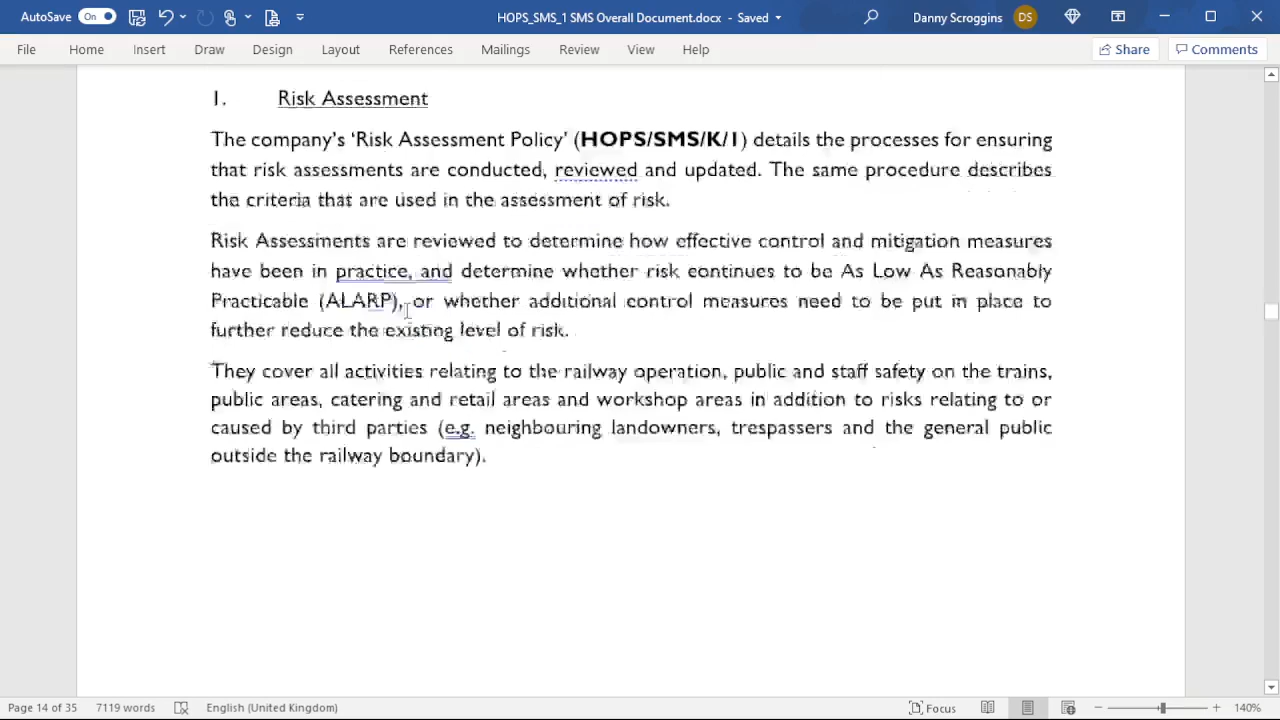 AutoSave On HOPS_SMS_1 SMS Overall Document.docx - Saved Danny Scroggins DS
File Home Insert Draw Design Layout References Mailings Review View Help Share Comments
1. Risk Assessment
The company's 'Risk Assessment Policy' (HOPS/SMS/K/1) details the processes for ensuring
that risk assessments are conducted, reviewed and updated. The same procedure describes
the criteria that are used in the assessment of risk.
Risk Assessments are reviewed to determine how effective control and mitigation measures
have been in practice, and determine whether risk continues to be As Low As Reasonably
Practicable (ALARP), or whether additional control measures need to be put in place to
further reduce the existing level of risk.
They cover all activities relating to the railway operation, public and staff safety on the trains,
public areas, catering and retail areas and workshop areas in addition to risks relating to or
caused by third parties (e.g. neighbouring landowners, trespassers and the general public
outside the railway boundary).
Page 14 of 35 7119 words English (United Kingdom) Focus 140%